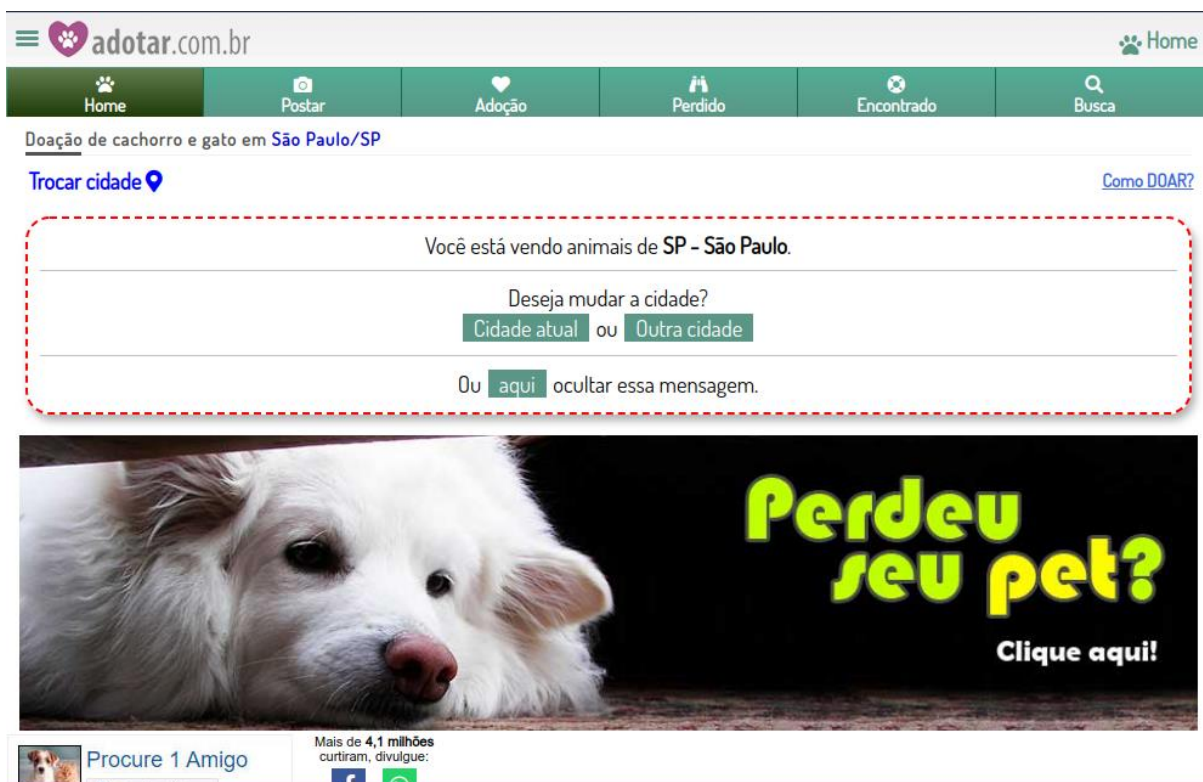 adotar.com.br
Home
Home
Postar
Adoção
Perdido
Encontrado
Busca
Doação de cachorro e gato em São Paulo/SP
Trocar cidade
Como DOAR?
Você está vendo animais de SP - São Paulo.
Deseja mudar a cidade?
Cidade atual ou Outra cidade
Ou aqui ocultar essa mensagem.
Perdeu
seu pet?
Clique aqui!
Procure 1 Amigo
Mais de 4,1 milhões
curtiram, divulgue: